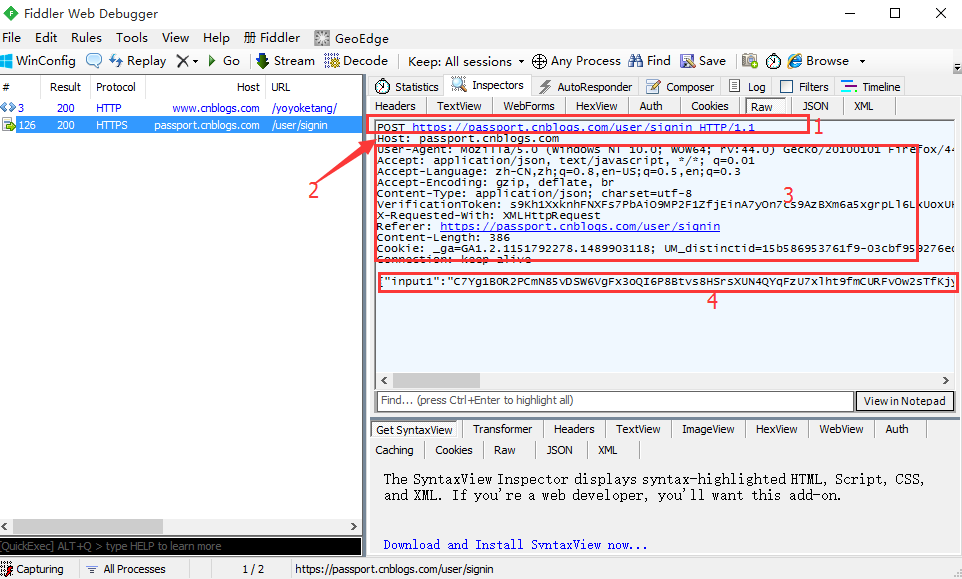 Fiddler Web Debugger
File Edit Rules Tools View Help 册 Fiddler GeoEdge
WinConfig Replay Go Stream Decode Keep: All sessions Any Process Find Save Browse
# Result Protocol Host URL
3 200 HTTP www.cnblogs.com /yoyoketang/
126 200 HTTPS passport.cnblogs.com /user/signin
Statistics Inspectors AutoResponder Composer Log Filters Timeline
Headers TextView WebForms HexView Auth Cookies Raw JSON XML
POST https://passport.cnblogs.com/user/signin HTTP/1.1
1
Host: passport.cnblogs.com
User-Agent: Mozilla/5.0 (Windows NT 10.0; WOW64; rv:44.0) Gecko/20100101 Firefox/44
Accept: application/json, text/javascript, */*; q=0.01
Accept-Language: zh-CN,zh;q=0.8,en-US;q=0.5,en;q=0.3
Accept-Encoding: gzip, deflate, br
2
Content-Type: application/json; charset=utf-8
3
VerificationToken:
X-Requested-With: XMLHttpRequest
Referer: https://passport.cnblogs.com/user/signin
Content-Length: 386
Cookie: _ga=GA1.2.1151792278.1489903118; UM_distinctid=15b586953761f9-03cbf959276ed
Connection: keep-alive
{"input1":
4
Find... (press Ctrl+Enter to highlight all) View in Notepad
Get SyntaxView Transformer Headers TextView ImageView HexView WebView Auth
Caching Cookies Raw JSON XML
The SyntaxView Inspector displays syntax-highlighted HTML, Script, CSS,
and XML. If you're a web developer, you'll want this add-on.
Download and Install SyntaxView now...
[QuickExec] ALT+Q > type HELP to learn more
Capturing All Processes 1 / 2 https://passport.cnblogs.com/user/signin